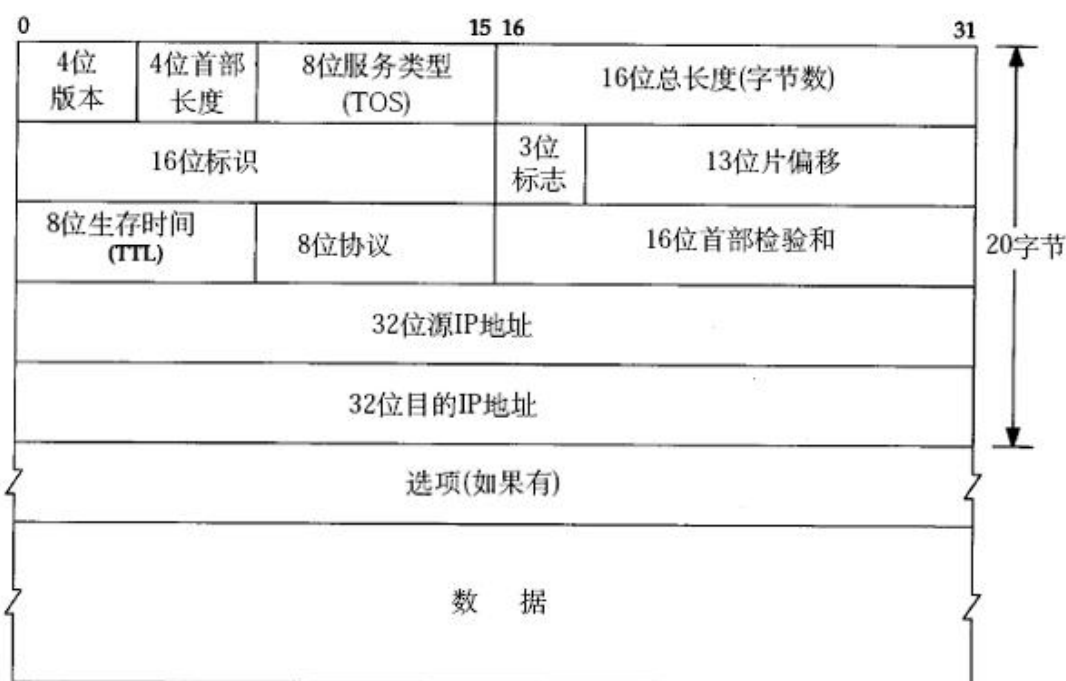 0 15 16 31
4位 版本
4位首部 长度
8位服务类型 (TOS)
16位总长度(字节数)
16位标识
3位 标志
13位片偏移
8位生存时间 (TTL)
8位协议
16位首部检验和
20字节
32位源IP地址
32位目的IP地址
选项(如果有)
数 据